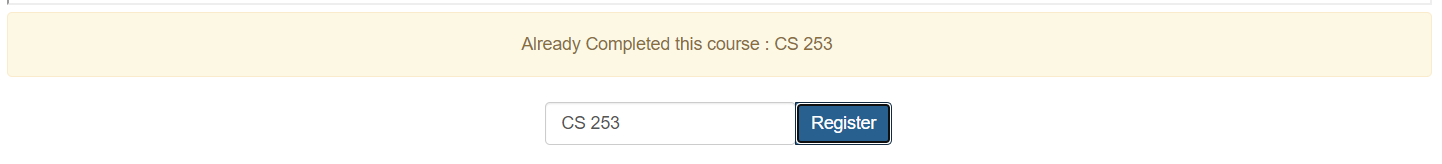 Already Completed this course : CS 253
CS 253
Register